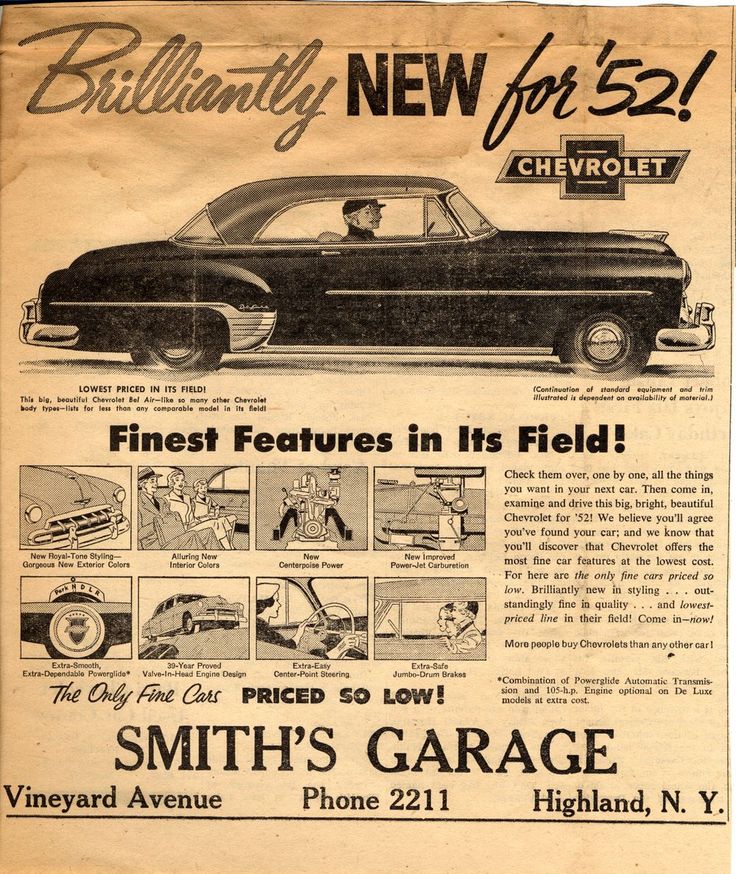 Brilliantly NEW for '52!
CHEVROLET
Bel Air
LOWEST PRICED IN ITS FIELD!
This big, beautiful Chevrolet Bel Air—like so many other Chevrolet
body types—lists for less than any comparable model in its field!
(Continuation of standard equipment and trim
illustrated is dependent on availability of material.)
Finest Features in Its Field!
New Royal-Tone Styling—
Gorgeous New Exterior Colors
Alluring New
Interior Colors
New
Centerpoise Power
New Improved
Power-Jet Carburetion
Park N D L R
Extra-Smooth,
Extra-Dependable Powerglide*
39-Year Proved
Valve-In-Head Engine Design
Extra-Easy
Center-Point Steering
Extra-Safe
Jumbo-Drum Brakes
Check them over, one by one, all the things
you want in your next car. Then come in,
examine and drive this big, bright, beautiful
Chevrolet for '52! We believe you'll agree
you've found your car; and we know that
you'll discover that Chevrolet offers the
most fine car features at the lowest cost.
For here are the only fine cars priced so
low. Brilliantly new in styling . . . out-
standingly fine in quality . . . and lowest-
priced line in their field! Come in—now!
More people buy Chevrolets than any other car!
*Combination of Powerglide Automatic Transmis-
sion and 105-h.p. Engine optional on De Luxe
models at extra cost.
The Only Fine Cars PRICED SO LOW!
SMITH'S GARAGE
Vineyard Avenue Phone 2211 Highland, N. Y.